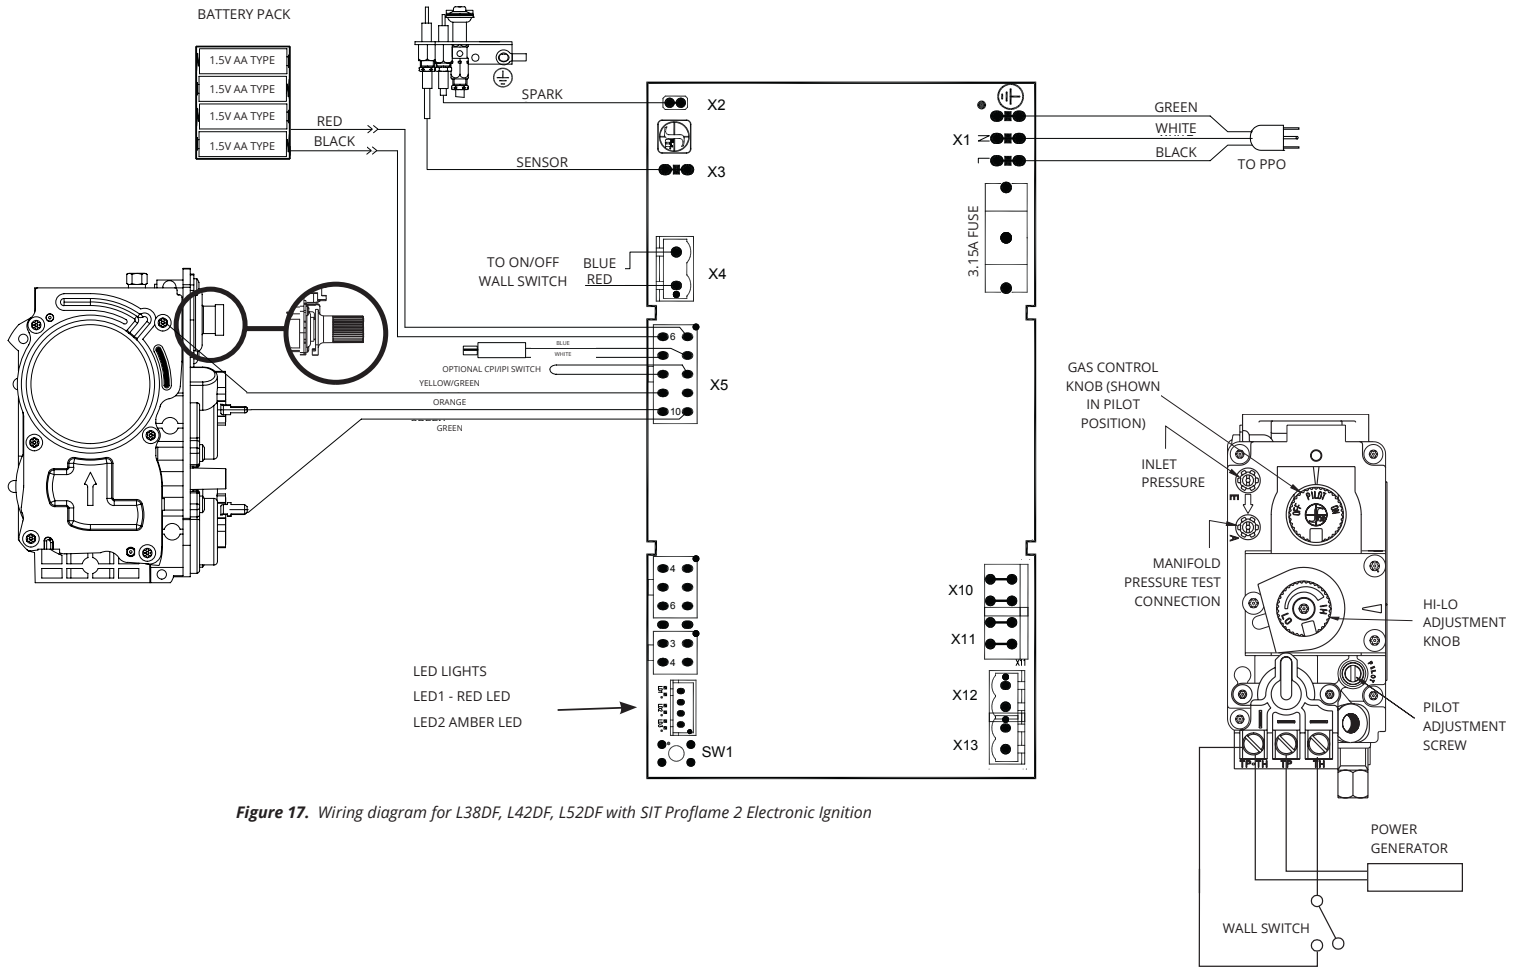 BATTERY PACK
1.5V AA TYPE
1.5V AA TYPE
1.5V AA TYPE
1.5V AA TYPE
RED
BLACK
SPARK
SENSOR
X2
X3
TO ON/OFF
WALL SWITCH
BLUE
RED
X4
6
BLUE
WHITE
OPTIONAL CPI/IPI SWITCH
YELLOW/GREEN
ORANGE
GREEN
10
X5
X1
N
L
GREEN
WHITE
BLACK
TO PPO
3.15A FUSE
4
6
3
4
LED LIGHTS
LED1 - RED LED
LED2 AMBER LED
SW1
X10
X11
X11
X12
X13
GAS CONTROL
KNOB (SHOWN
IN PILOT
POSITION)
INLET
PRESSURE
MANIFOLD
PRESSURE TEST
CONNECTION
E
A
OFF
PILOT
ON
LO
HI
HI-LO
ADJUSTMENT
KNOB
PILOT
PILOT
ADJUSTMENT
SCREW
TP-TH
TP
TH
POWER
GENERATOR
WALL SWITCH
Figure 17. Wiring diagram for L38DF, L42DF, L52DF with SIT Proflame 2 Electronic Ignition